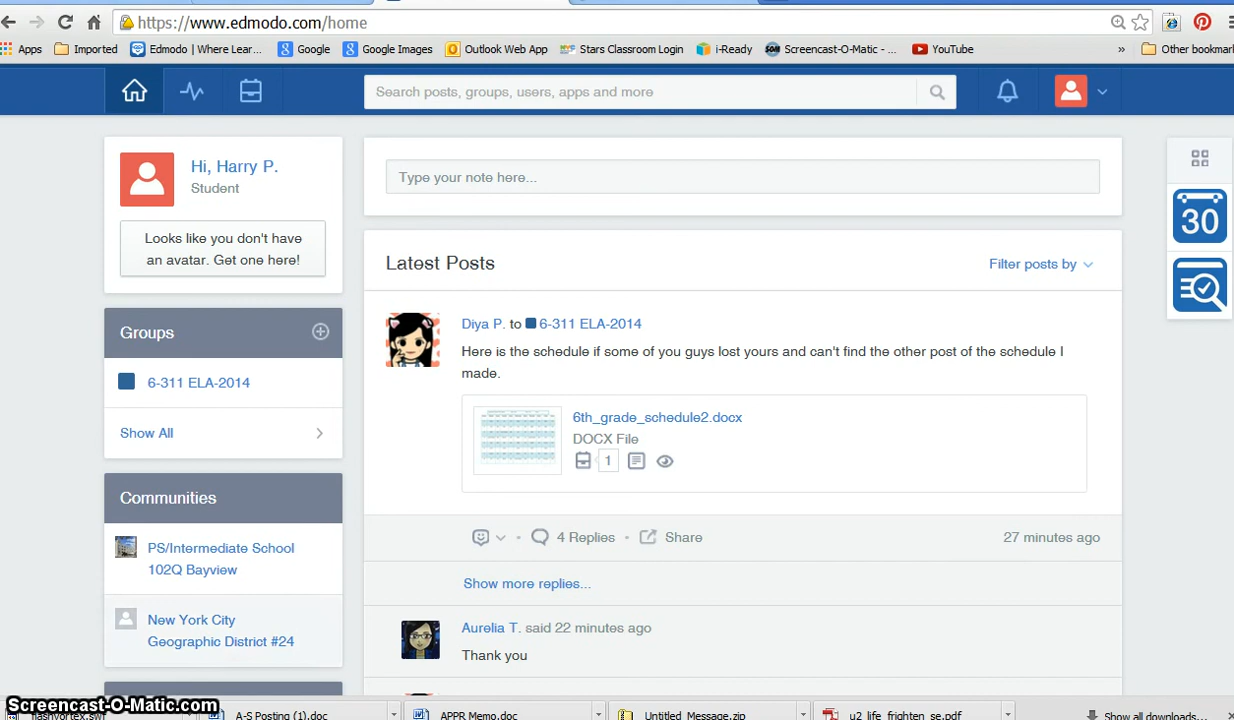 https://www.edmodo.com/home
Apps Imported Edmodo | Where Lear... Google Google Images Outlook Web App Stars Classroom Login i-Ready Screencast-O-Matic - ... YouTube » Other bookmark
Search posts, groups, users, apps and more
Hi, Harry P.
Student
Looks like you don't have
an avatar. Get one here!
Groups
6-311 ELA-2014
Show All
Communities
PS/Intermediate School
102Q Bayview
New York City
Geographic District #24
Type your note here...
Latest Posts
Filter posts by
Diya P. to 6-311 ELA-2014
Here is the schedule if some of you guys lost yours and can't find the other post of the schedule I
made.
6th_grade_schedule2.docx
DOCX File
1
4 Replies • Share
27 minutes ago
Show more replies...
Aurelia T. said 22 minutes ago
Thank you
30
Screencast-O-Matic.com
flashvortex.swf A-S Posting (1).doc APPR Memo.doc Untitled_Message.zip u2_life_frighten_se.pdf Show all downloads...